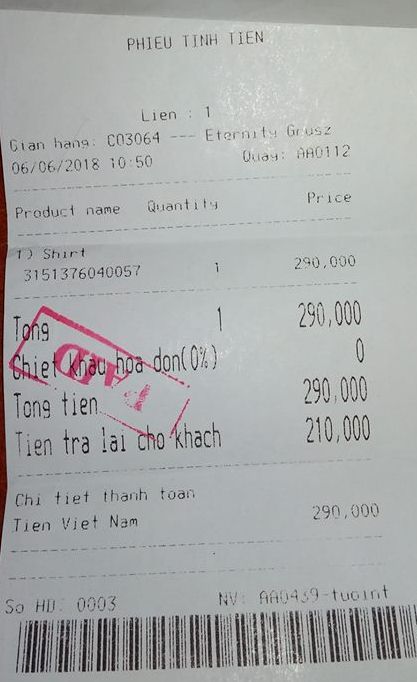 PHIEU TINH TIEN
Lien : 1
Gian hang: C03064 --- Eternity Grusz
06/06/2018 10:50 Quay: AA0112
Product name Quantity Price
1) Shirt
3151376040057 1 290,000
Tong 1 290,000
Chiet khau hoa don(0%) 0
PAID
Tong tien 290,000
Tien tra lai cho khach 210,000
Chi tiet thanh toan
Tien Viet Nam 290,000
So HD: 0003 NV: AA0439-tuoint